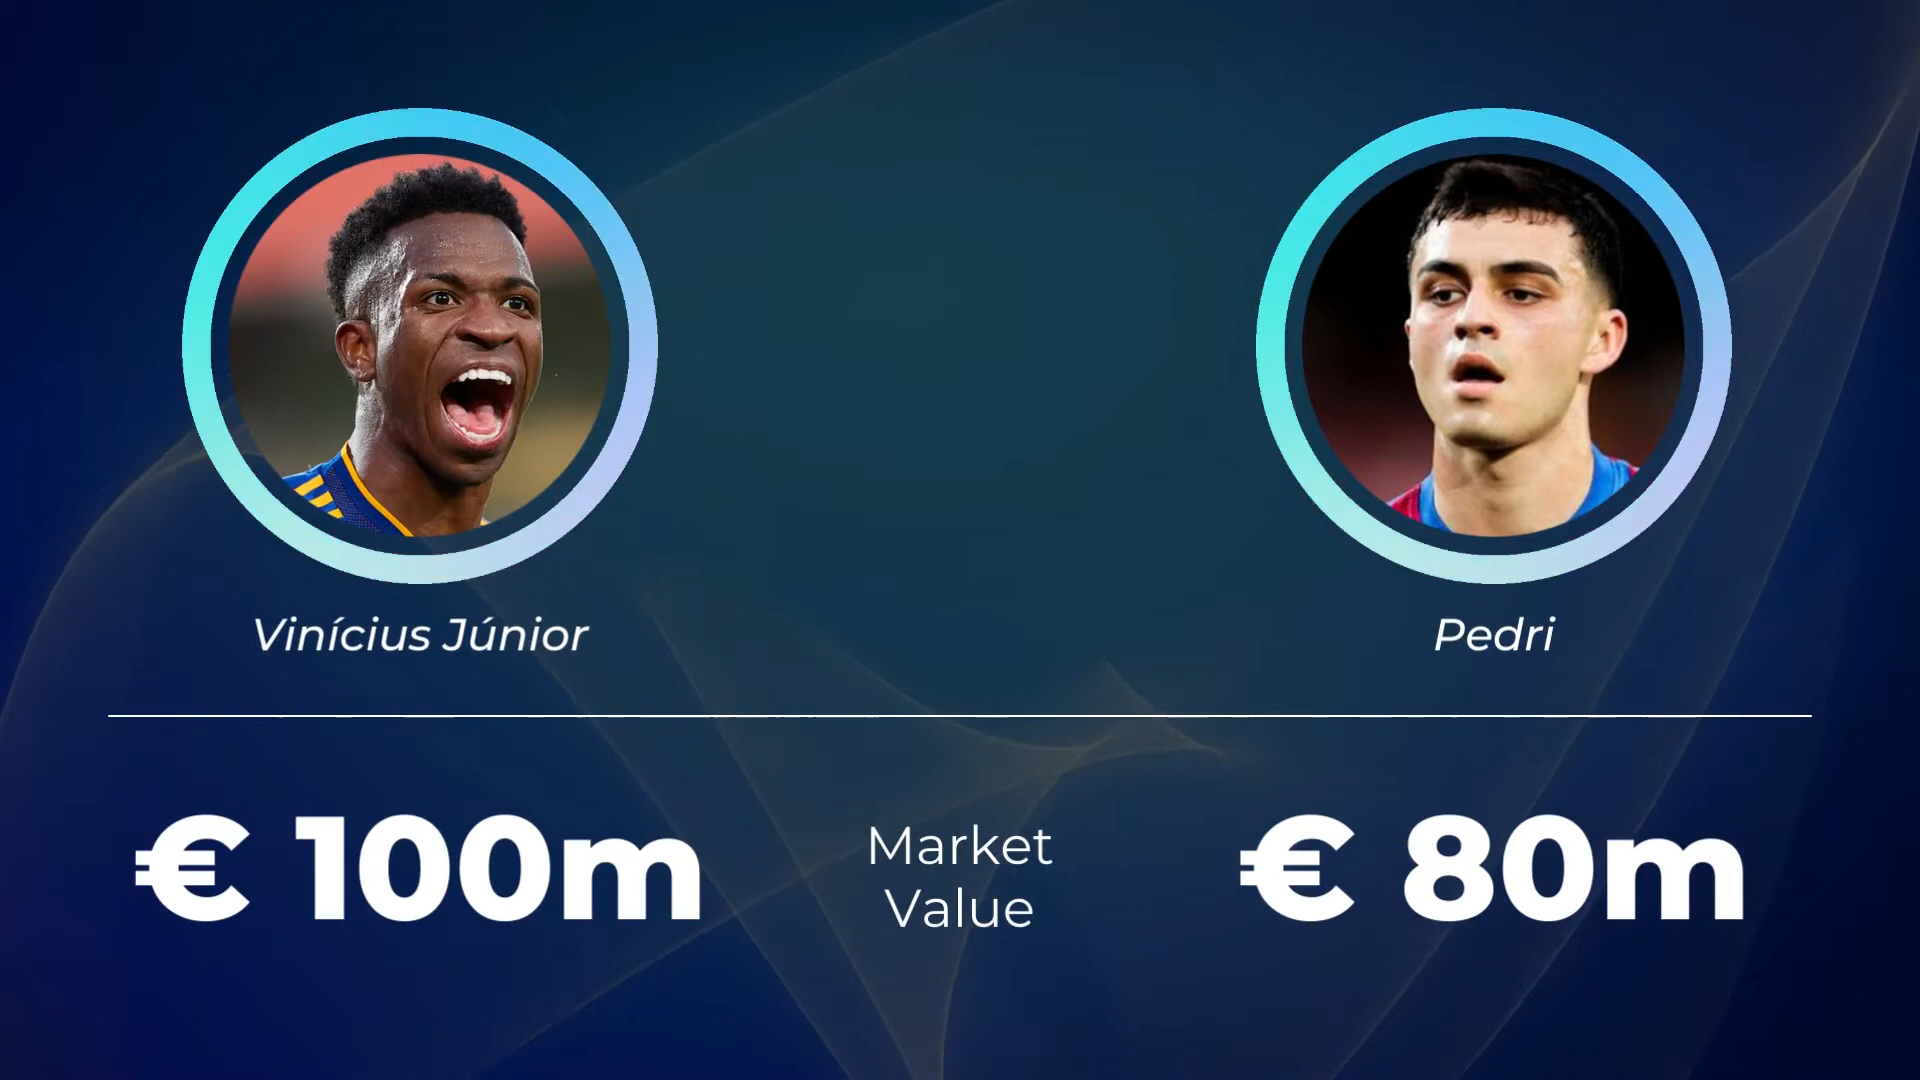 Vinícius Júnior
Pedri
€ 100m
Market
Value
€ 80m